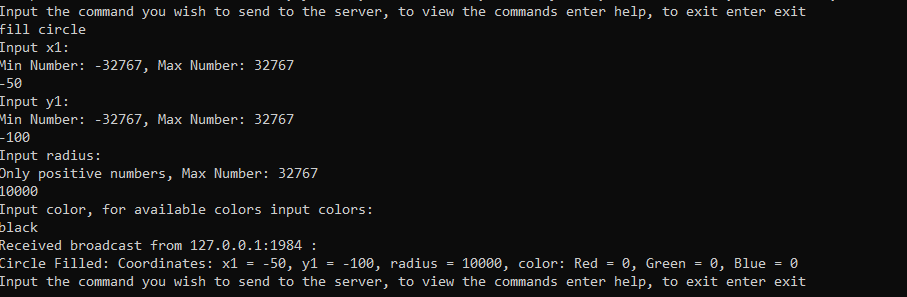 Input the command you wish to send to the server, to view the commands enter help, to exit enter exit
fill circle
Input x1:
Min Number: -32767, Max Number: 32767
-50
Input y1:
Min Number: -32767, Max Number: 32767
-100
Input radius:
Only positive numbers, Max Number: 32767
10000
Input color, for available colors input colors:
black
Received broadcast from 127.0.0.1:1984 :
Circle Filled: Coordinates: x1 = -50, y1 = -100, radius = 10000, color: Red = 0, Green = 0, Blue = 0
Input the command you wish to send to the server, to view the commands enter help, to exit enter exit